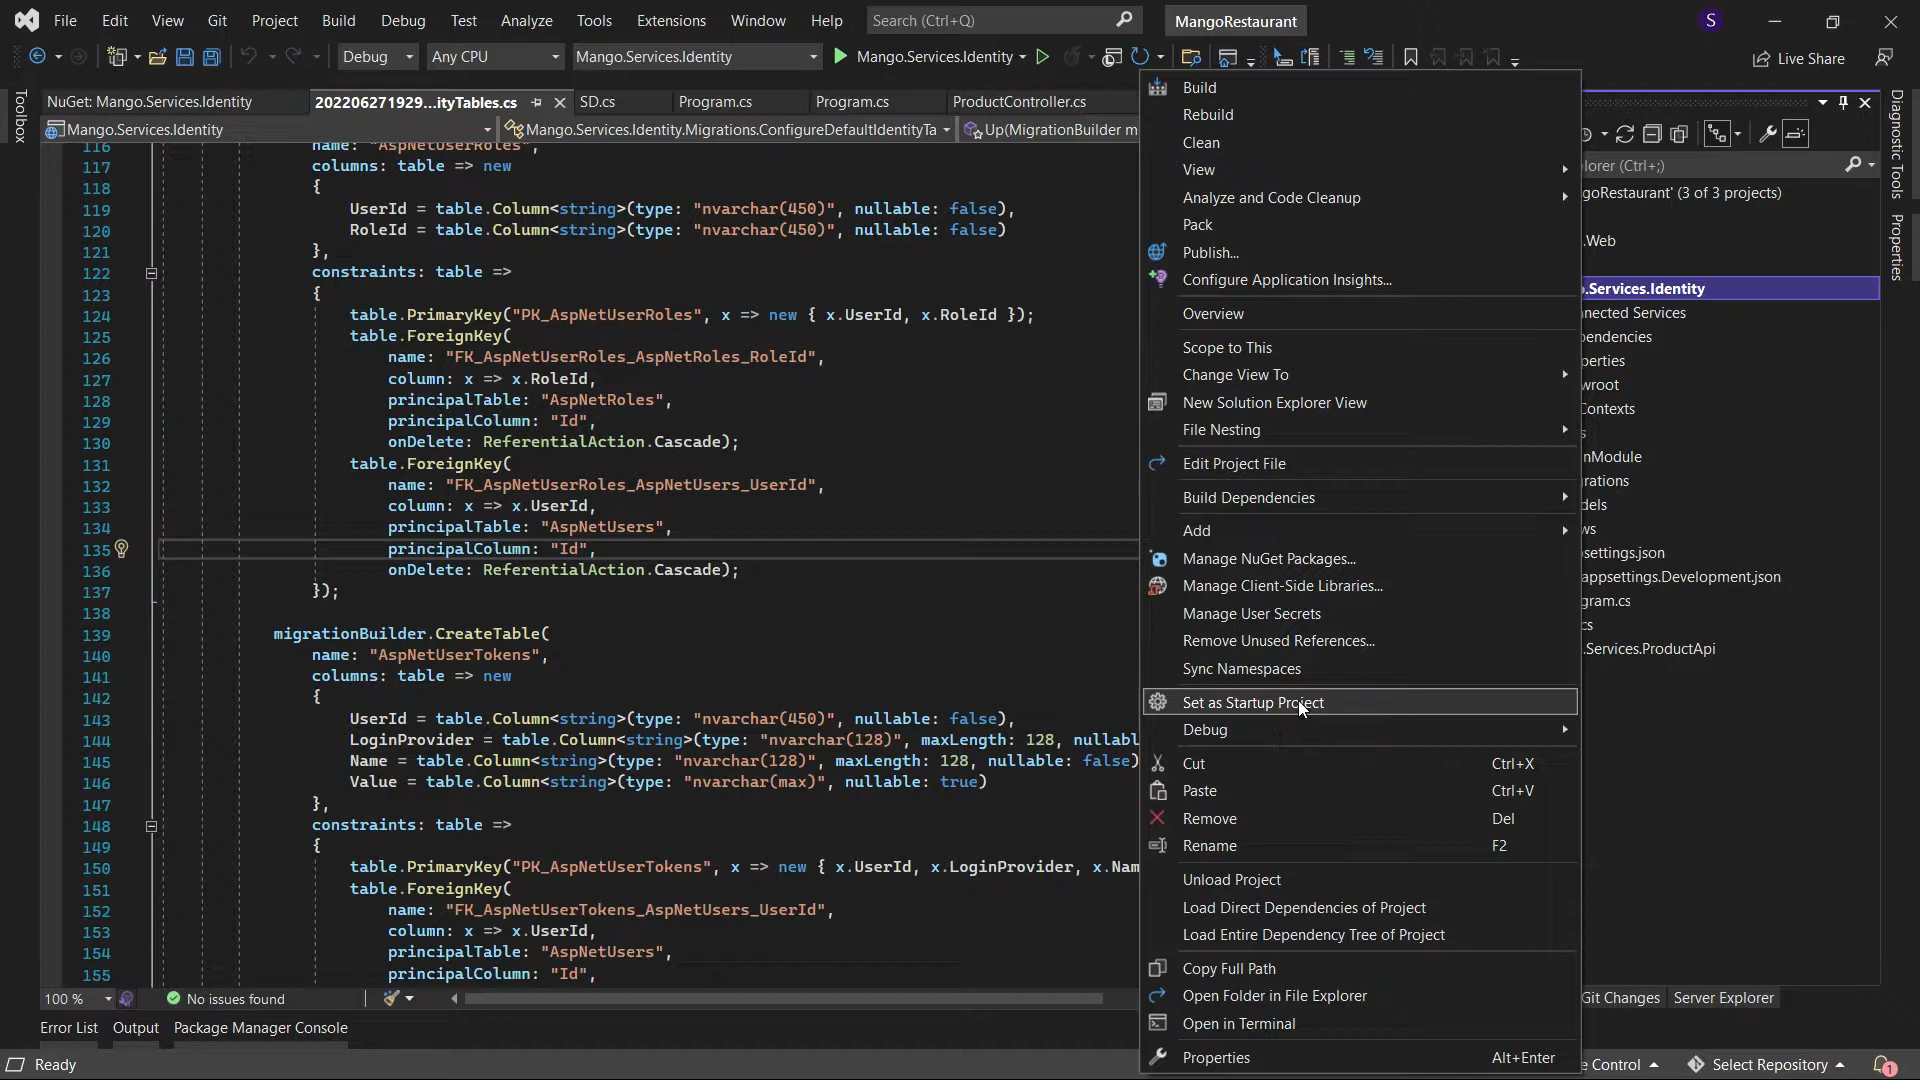 File Edit View Git Project Build Debug Test Analyze Tools Extensions Window Help Search (Ctrl+Q) MangoRestaurant S
Debug Any CPU Mango.Services.Identity Mango.Services.Identity Live Share
Toolbox
NuGet: Mango.Services.Identity 202206271929...ityTables.cs SD.cs Program.cs Program.cs ProductController.cs
Mango.Services.Identity Mango.Services.Identity.Migrations.ConfigureDefaultIdentityTa Up(MigrationBuilder m
116 name: "AspNetUserRoles",
117 columns: table => new
118 {
119 UserId = table.Column<string>(type: "nvarchar(450)", nullable: false),
120 RoleId = table.Column<string>(type: "nvarchar(450)", nullable: false)
121 },
122 constraints: table =>
123 {
124 table.PrimaryKey("PK_AspNetUserRoles", x => new { x.UserId, x.RoleId });
125 table.ForeignKey(
126 name: "FK_AspNetUserRoles_AspNetRoles_RoleId",
127 column: x => x.RoleId,
128 principalTable: "AspNetRoles",
129 principalColumn: "Id",
130 onDelete: ReferentialAction.Cascade);
131 table.ForeignKey(
132 name: "FK_AspNetUserRoles_AspNetUsers_UserId",
133 column: x => x.UserId,
134 principalTable: "AspNetUsers",
135 principalColumn: "Id",
136 onDelete: ReferentialAction.Cascade);
137 });
138
139 migrationBuilder.CreateTable(
140 name: "AspNetUserTokens",
141 columns: table => new
142 {
143 UserId = table.Column<string>(type: "nvarchar(450)", nullable: false),
144 LoginProvider = table.Column<string>(type: "nvarchar(128)", maxLength: 128, nullabl
145 Name = table.Column<string>(type: "nvarchar(128)", maxLength: 128, nullable: false)
146 Value = table.Column<string>(type: "nvarchar(max)", nullable: true)
147 },
148 constraints: table =>
149 {
150 table.PrimaryKey("PK_AspNetUserTokens", x => new { x.UserId, x.LoginProvider, x.Nam
151 table.ForeignKey(
152 name: "FK_AspNetUserTokens_AspNetUsers_UserId",
153 column: x => x.UserId,
154 principalTable: "AspNetUsers",
155 principalColumn: "Id",
100 % No issues found
Error List Output Package Manager Console
Ready
Build
Rebuild
Clean
View
Analyze and Code Cleanup
Pack
Publish...
Configure Application Insights...
Overview
Scope to This
Change View To
New Solution Explorer View
File Nesting
Edit Project File
Build Dependencies
Add
Manage NuGet Packages...
Manage Client-Side Libraries...
Manage User Secrets
Remove Unused References...
Sync Namespaces
Set as Startup Project
Debug
Cut Ctrl+X
Paste Ctrl+V
Remove Del
Rename F2
Unload Project
Load Direct Dependencies of Project
Load Entire Dependency Tree of Project
Copy Full Path
Open Folder in File Explorer
Open in Terminal
Properties Alt+Enter
lorer (Ctrl+;)
goRestaurant' (3 of 3 projects)
.Web
.Services.Identity
nected Services
endencies
perties
wroot
Contexts
s
nModule
rations
dels
ws
settings.json
appsettings.Development.json
gram.cs
cs
.Services.ProductApi
Git Changes Server Explorer
e Control Select Repository 1
Diagnostic Tools
Properties